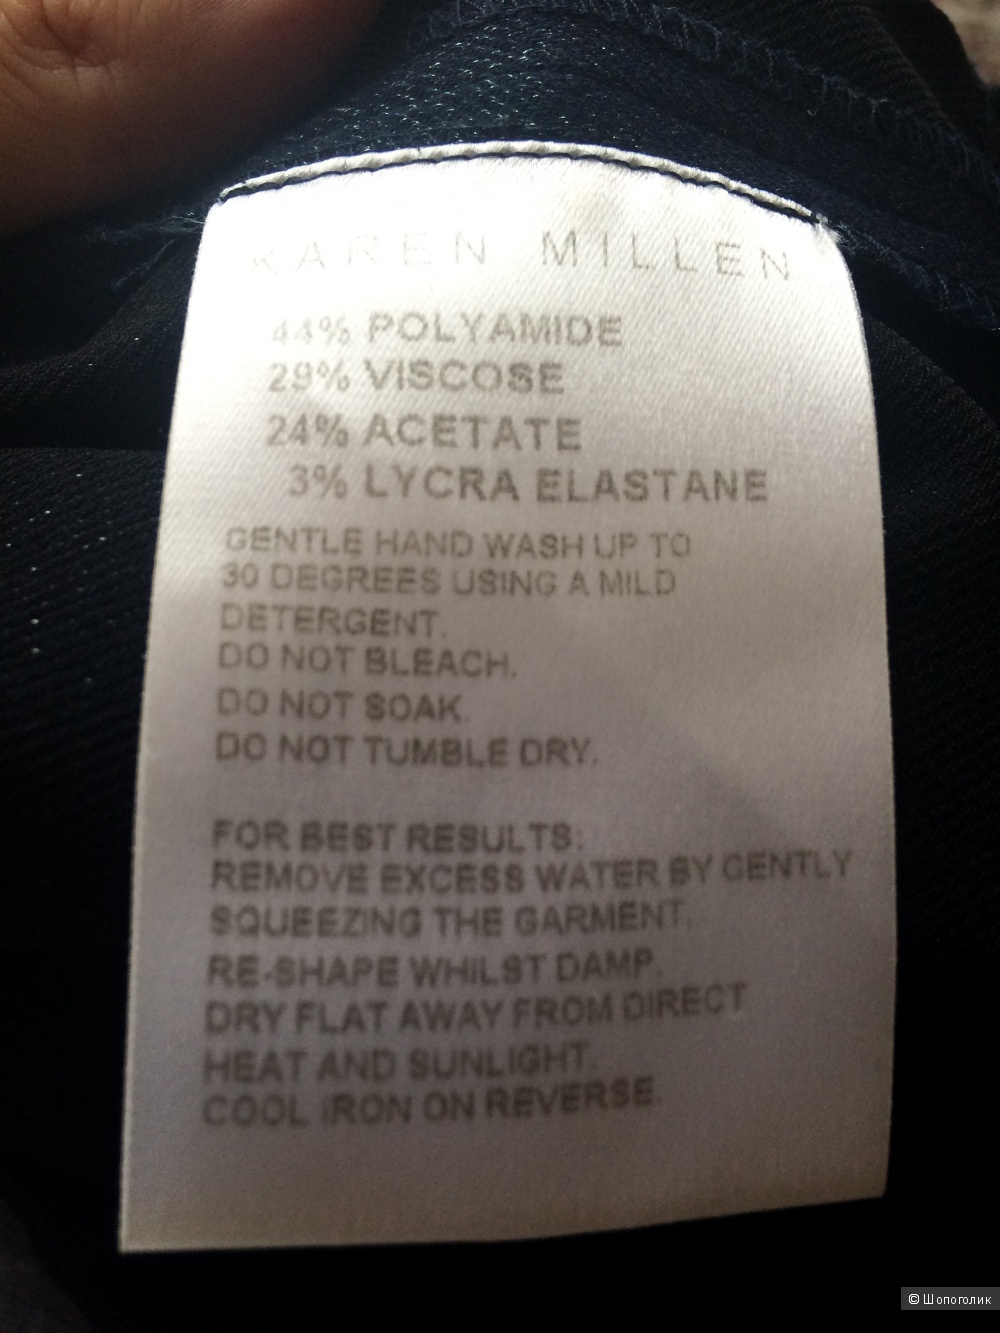 KAREN MILLEN
44% POLYAMIDE
29% VISCOSE
24% ACETATE
3% LYCRA ELASTANE
GENTLE HAND WASH UP TO
30 DEGREES USING A MILD
DETERGENT.
DO NOT BLEACH.
DO NOT SOAK.
DO NOT TUMBLE DRY.
FOR BEST RESULTS:
REMOVE EXCESS WATER BY GENTLY
SQUEEZING THE GARMENT.
RE-SHAPE WHILST DAMP.
DRY FLAT AWAY FROM DIRECT
HEAT AND SUNLIGHT.
COOL IRON ON REVERSE.
© Шопоголик